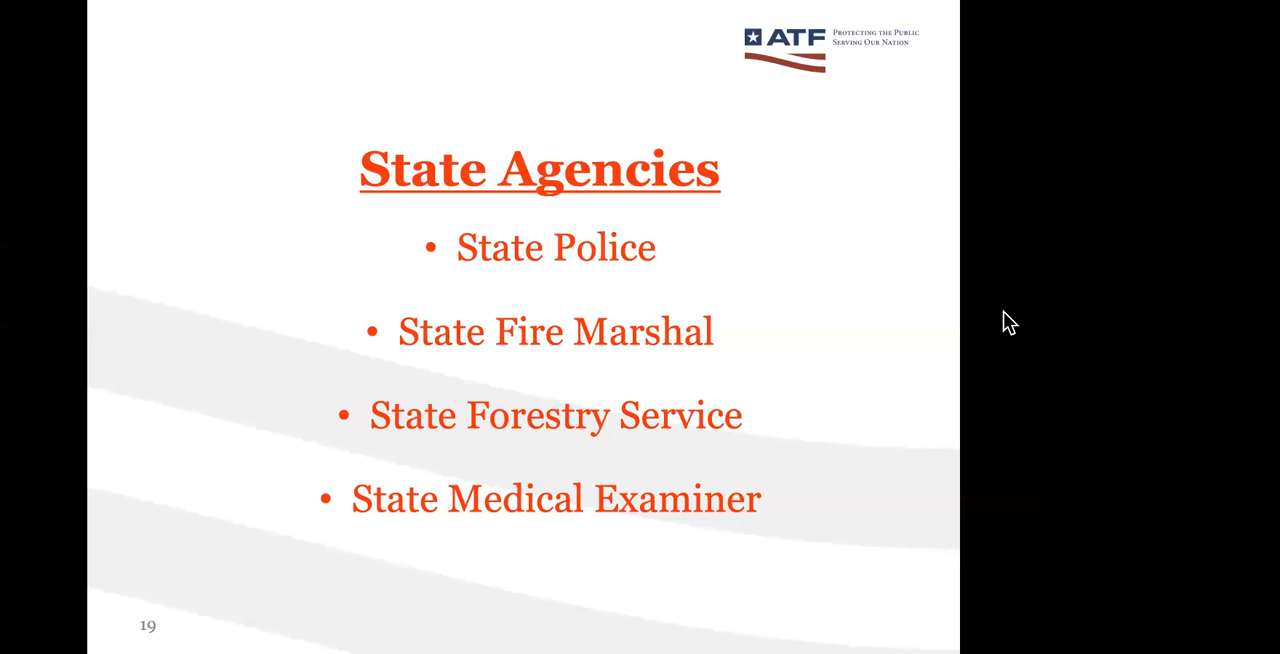 ATF
PROTECTING THE PUBLIC
SERVING OUR NATION
State Agencies
• State Police
• State Fire Marshal
• State Forestry Service
• State Medical Examiner
19